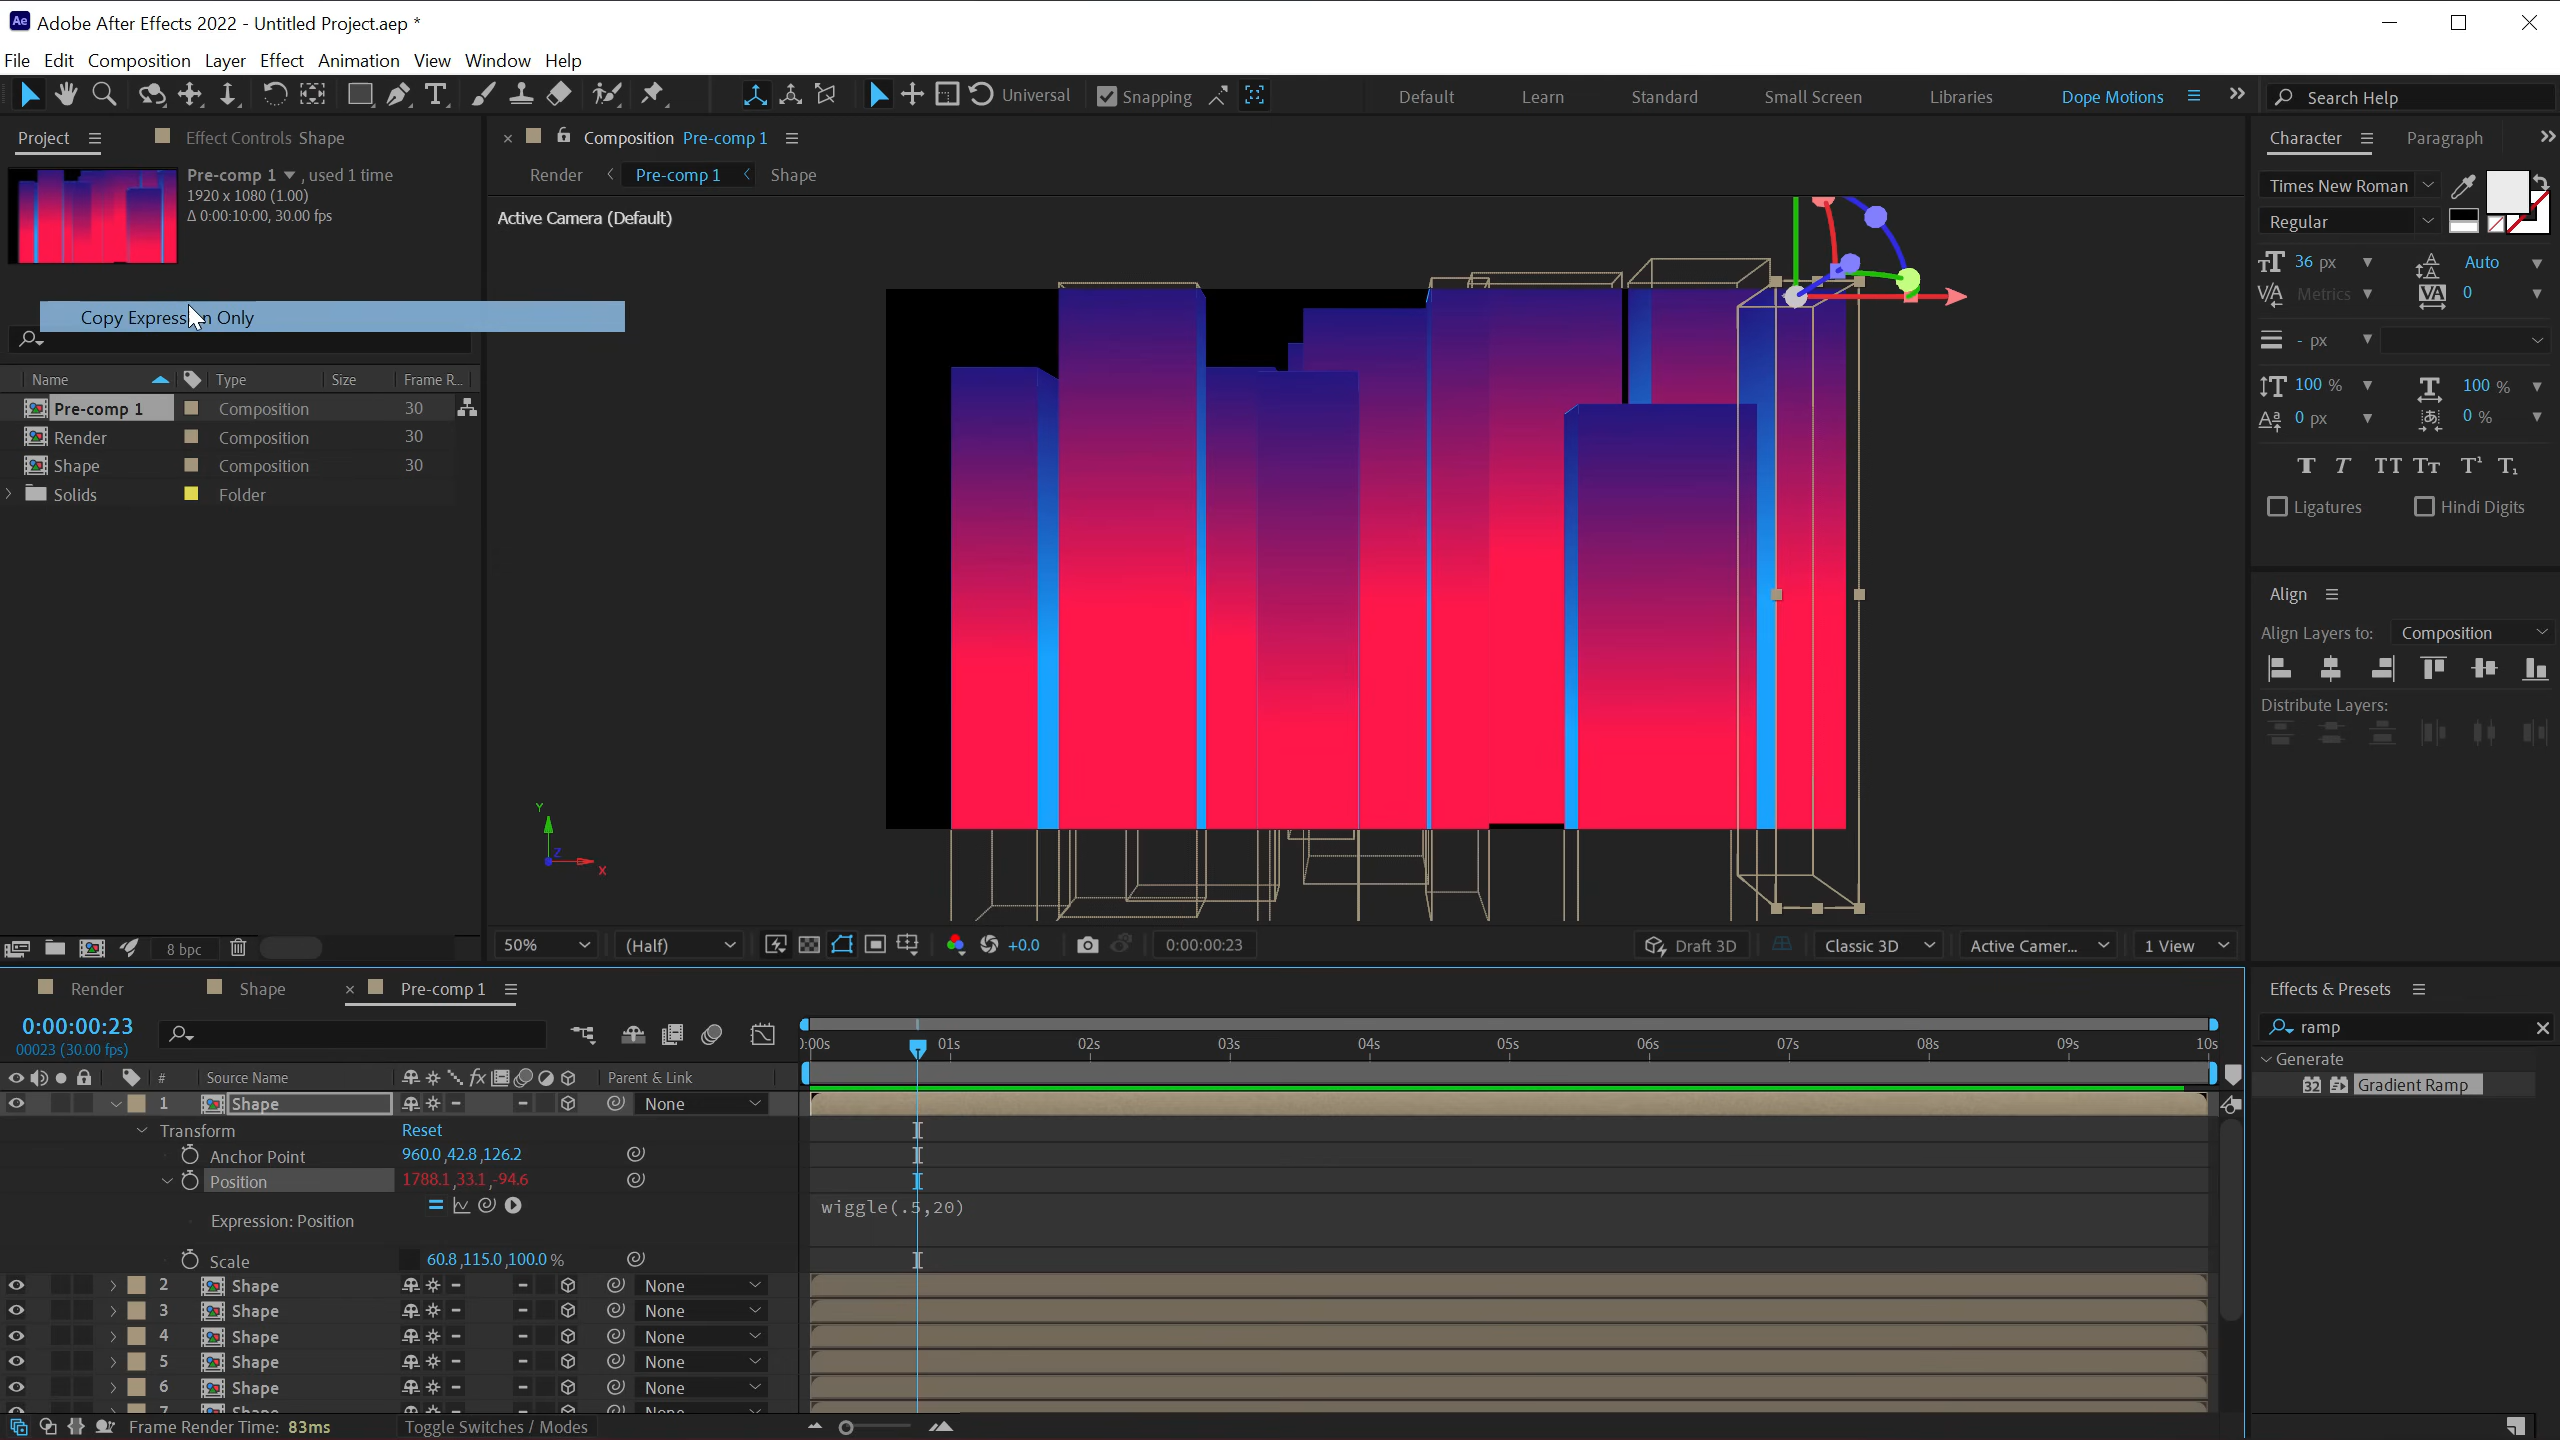 Adobe After Effects 2022 - Untitled Project.aep *
File Edit Composition Layer Effect Animation View Window Help
Universal Snapping Default Learn Standard Small Screen Libraries Dope Motions Search Help
Project Effect Controls Shape
Pre-comp 1 , used 1 time
1920 x 1080 (1.00)
Δ 0:00:10:00, 30.00 fps
Copy Expression Only
Name Type Size Frame R...
Pre-comp 1 Composition 30
Render Composition 30
Shape Composition 30
Solids Folder
8 bpc
Composition Pre-comp 1
Render Pre-comp 1 Shape
Active Camera (Default)
Y
Z
X
50% (Half) +0.0 0:00:00:23 Draft 3D Classic 3D Active Camer... 1 View
Character Paragraph
Times New Roman
Regular
36 px Auto
Metrics 0
- px
100 % 100 %
0 px 0 %
Ligatures Hindi Digits
Align
Align Layers to: Composition
Distribute Layers:
Effects & Presets
ramp
Generate
32 Gradient Ramp
Render Shape Pre-comp 1
0:00:00:23
00023 (30.00 fps)
):00s 01s 02s 03s 04s 05s 06s 07s 08s 09s 10s
# Source Name Parent & Link
1 Shape None
Transform Reset
Anchor Point 960.0,42.8,126.2
Position 1788.1,33.1,-94.6
Expression: Position wiggle(.5,20)
Scale 60.8,115.0,100.0%
2 Shape None
3 Shape None
4 Shape None
5 Shape None
6 Shape None
Frame Render Time: 83ms Toggle Switches / Modes